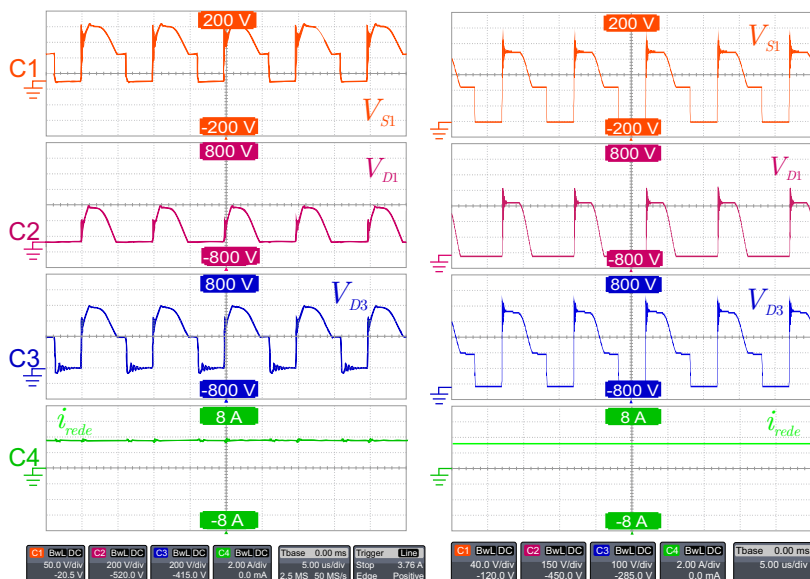 200 V
C1
V_S1
-200 V
800 V
V_D1
C2
-800 V
800 V
V_D3
C3
-800 V
8 A
i_rede
C4
-8 A
C1 BwL DC
50.0 V/div
-20.5 V
C2 BwL DC
200 V/div
-520.0 V
C3 BwL DC
200 V/div
-415.0 V
C4 BwL DC
2.00 A/div
0.0 mA
Tbase 0.00 ms
5.00 us/div
2.5 MS 50 MS/s
Trigger Line
Stop 3.76 A
Edge Positive
200 V
V_S1
-200 V
800 V
V_D1
-800 V
800 V
V_D3
-800 V
8 A
i_rede
-8 A
C1 BwL DC
40.0 V/div
-120.0 V
C2 BwL DC
150 V/div
-450.0 V
C3 BwL DC
100 V/div
-285.0 V
C4 BwL DC
2.00 A/div
0.0 mA
Tbase 0.00 ms
5.00 us/div